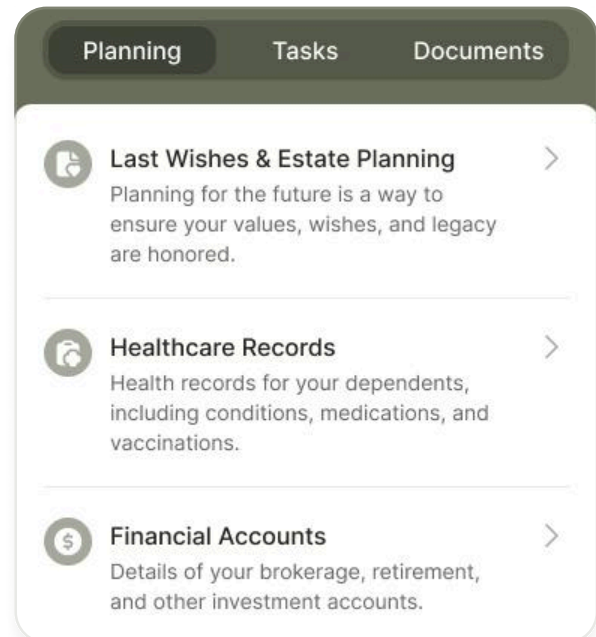 Planning Tasks Documents
Last Wishes & Estate Planning
Planning for the future is a way to
ensure your values, wishes, and legacy
are honored.
Healthcare Records
Health records for your dependents,
including conditions, medications, and
vaccinations.
$
Financial Accounts
Details of your brokerage, retirement,
and other investment accounts.